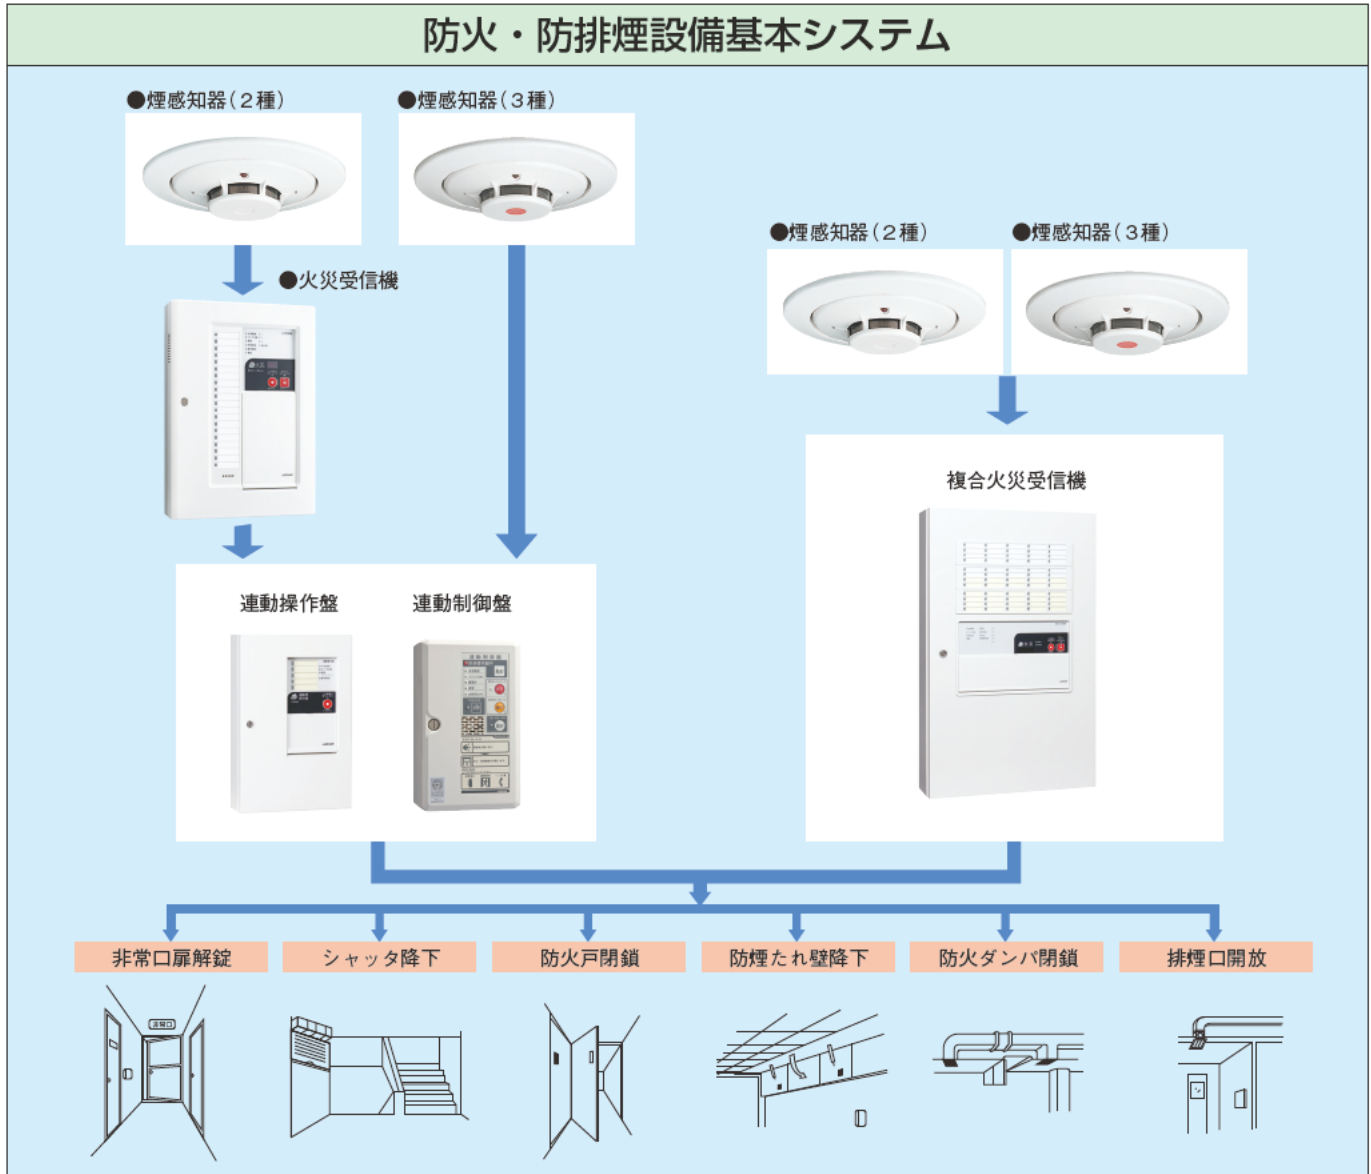 防火・防排煙設備基本システム
●煙感知器(２種)
●煙感知器(３種)
●火災受信機
●煙感知器(２種)
●煙感知器(３種)
複合火災受信機
連動操作盤
連動制御盤
非常口扉解錠
シャッタ降下
防火戸閉鎖
防煙たれ壁降下
防火ダンパ閉鎖
排煙口開放
非常口